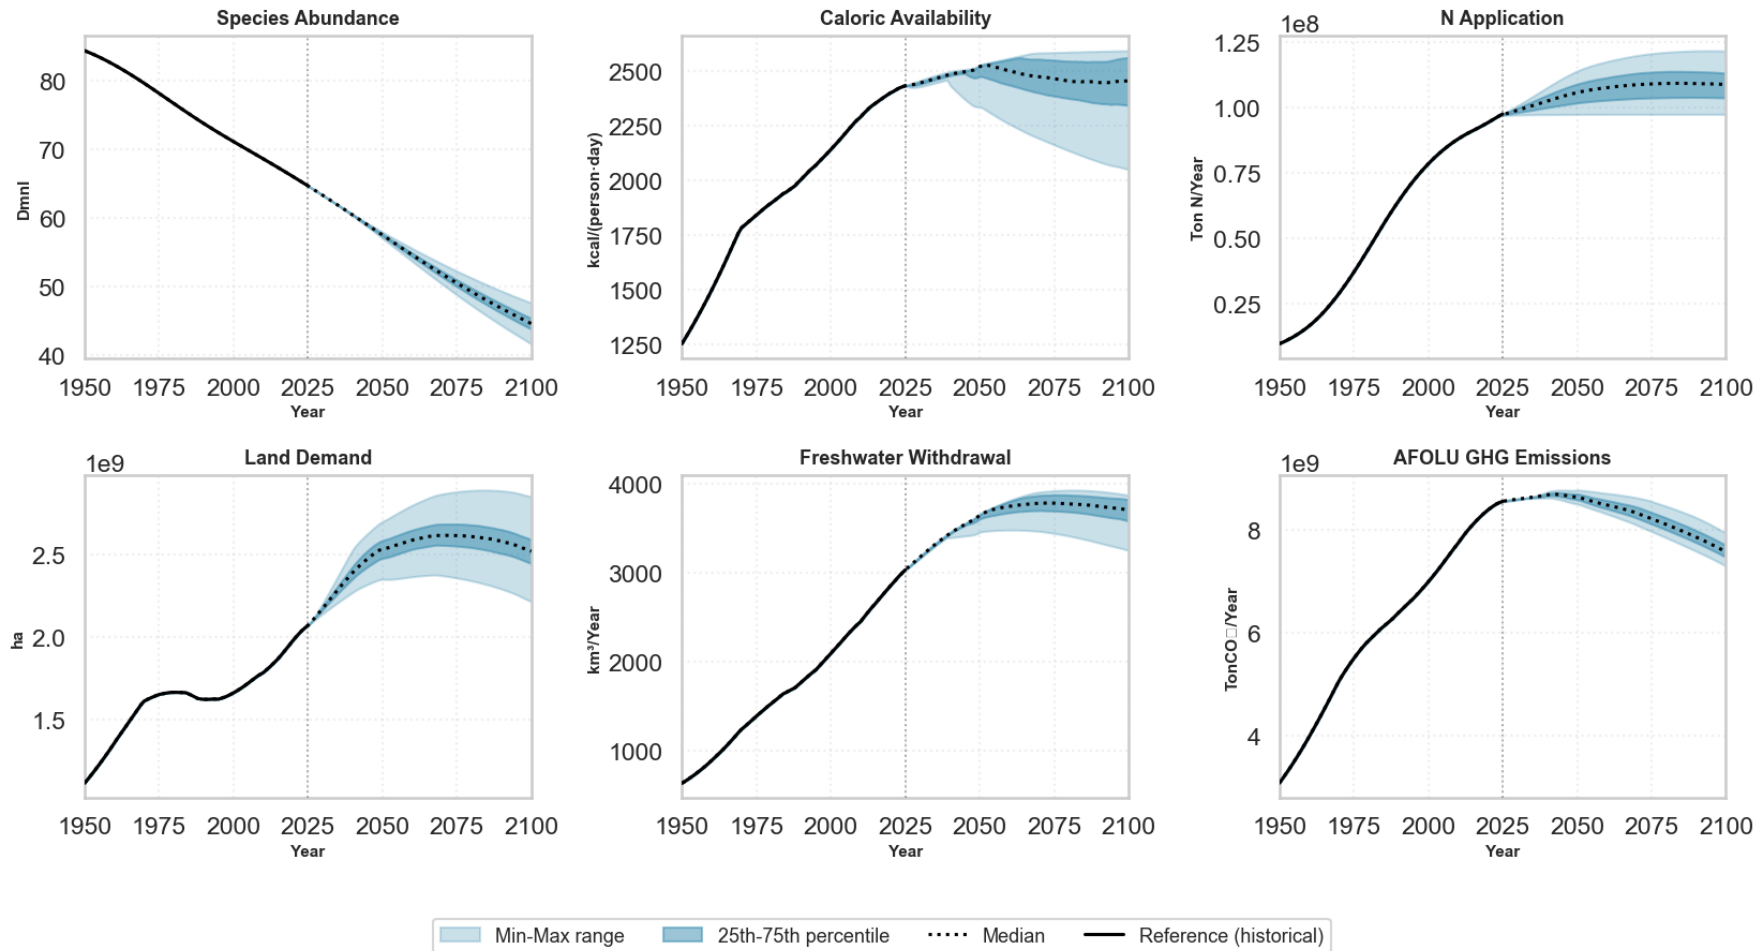 Species Abundance
Dmnl
80
70
60
50
40
1950 1975 2000 2025 2050 2075 2100
Year
Caloric Availability
kcal/(person·day)
2500
2250
2000
1750
1500
1250
1950 1975 2000 2025 2050 2075 2100
Year
N Application
1e8
Ton N/Year
1.25
1.00
0.75
0.50
0.25
1950 1975 2000 2025 2050 2075 2100
Year
Land Demand
1e9
ha
2.5
2.0
1.5
1950 1975 2000 2025 2050 2075 2100
Year
Freshwater Withdrawal
km³/Year
4000
3000
2000
1000
1950 1975 2000 2025 2050 2075 2100
Year
AFOLU GHG Emissions
1e9
TonCO□/Year
8
6
4
1950 1975 2000 2025 2050 2075 2100
Year
Min-Max range 25th-75th percentile Median Reference (historical)